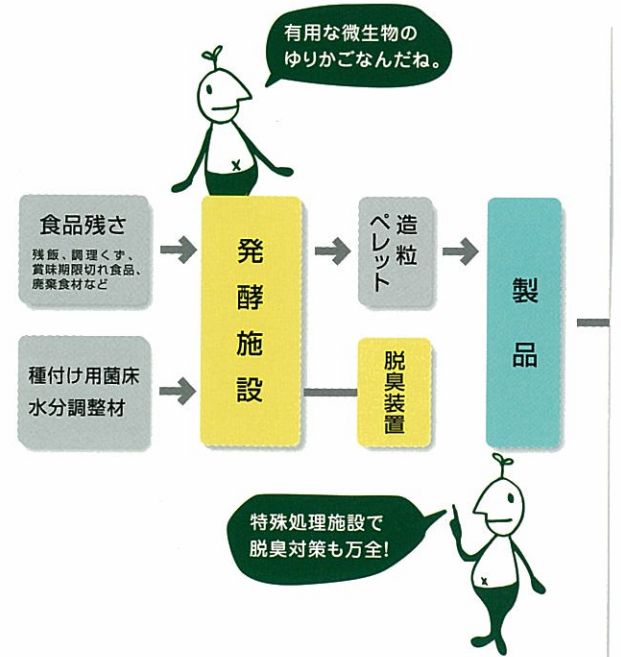 有用な微生物の
ゆりかごなんだね。
食品残さ
残飯、調理くず、
賞味期限切れ食品、
廃棄食材など
種付け用菌床
水分調整材
発酵施設
造粒
ペレット
脱臭装置
製品
特殊処理施設で
脱臭対策も万全!